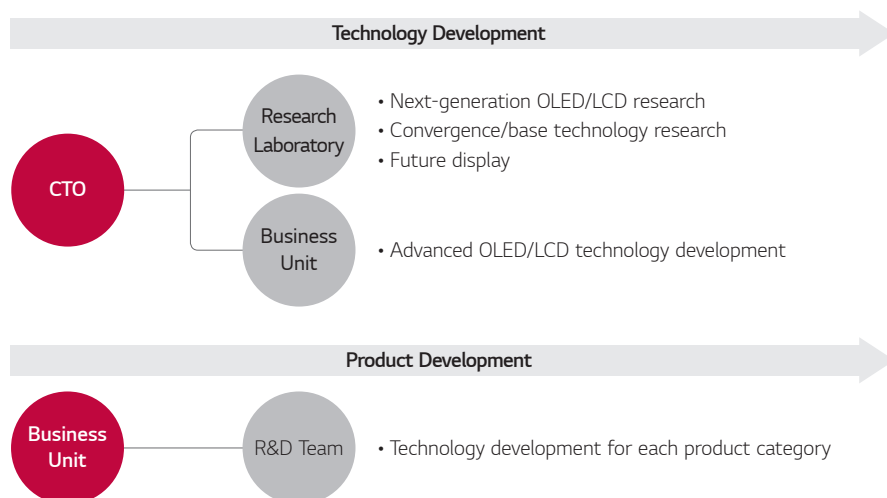 Technology Development
CTO
Research
Laboratory
• Next-generation OLED/LCD research
• Convergence/base technology research
• Future display
Business
Unit
• Advanced OLED/LCD technology development
Product Development
Business
Unit
R&D Team
• Technology development for each product category